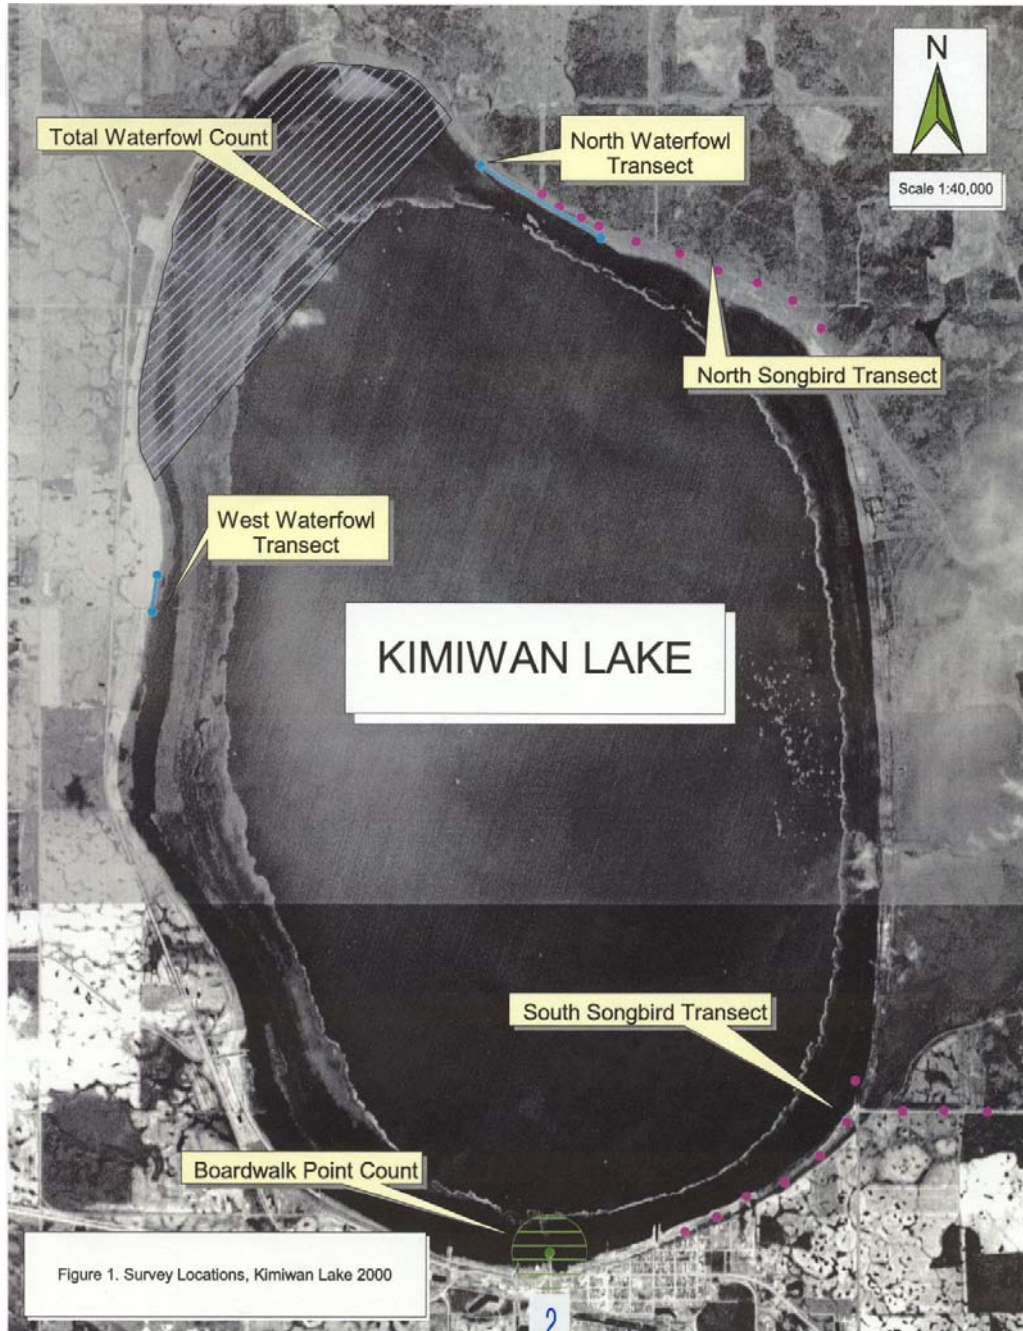 N
Scale 1:40,000
Total Waterfowl Count
North Waterfowl
Transect
North Songbird Transect
West Waterfowl
Transect
KIMIWAN LAKE
South Songbird Transect
Boardwalk Point Count
Figure 1. Survey Locations, Kimiwan Lake 2000
2